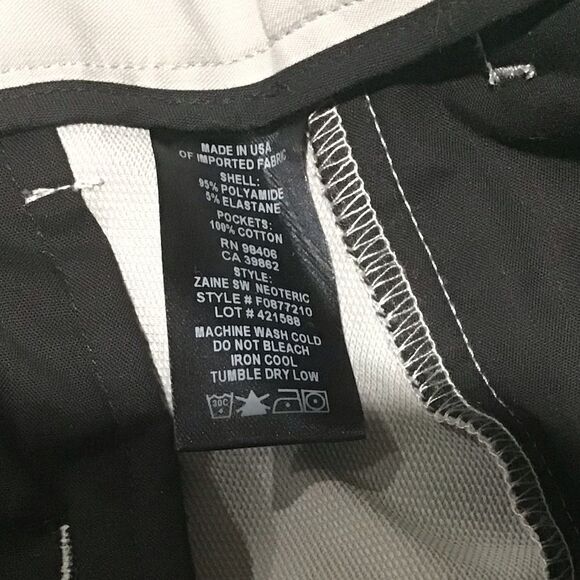 MADE IN USA
OF IMPORTED FABRIC
SHELL:
95% POLYAMIDE
5% ELASTANE
POCKETS:
100% COTTON
RN 98406
CA 39862
STYLE:
ZAINE SW NEOTERIC
STYLE # F0877210
LOT # 421588
MACHINE WASH COLD
DO NOT BLEACH
IRON COOL
TUMBLE DRY LOW
30C